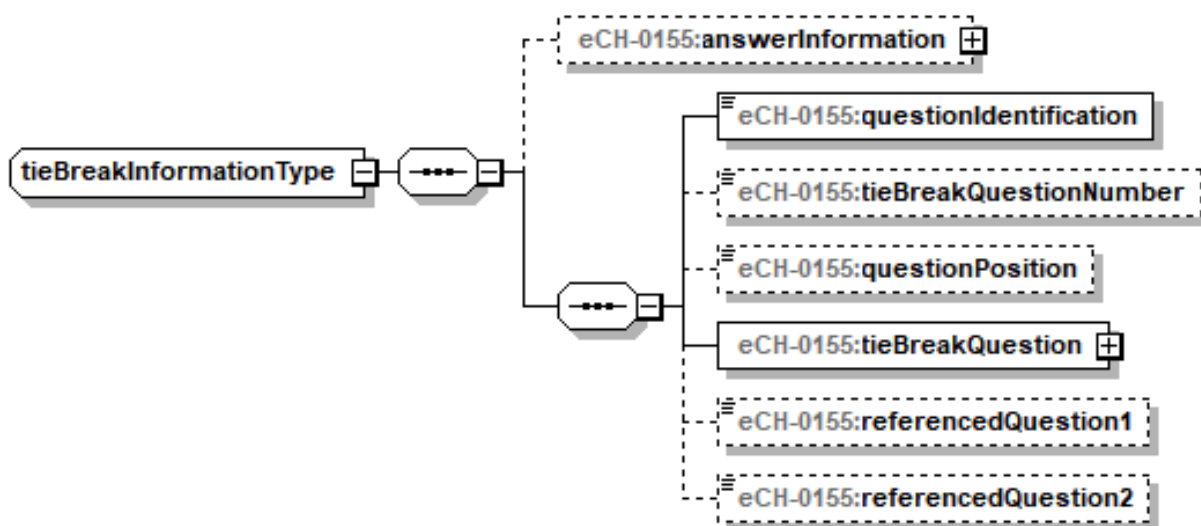 eCH-0155:answerInformation
eCH-0155:questionIdentification
tieBreakInformationType
eCH-0155:tieBreakQuestionNumber
eCH-0155:questionPosition
eCH-0155:tieBreakQuestion
eCH-0155:referencedQuestion1
eCH-0155:referencedQuestion2